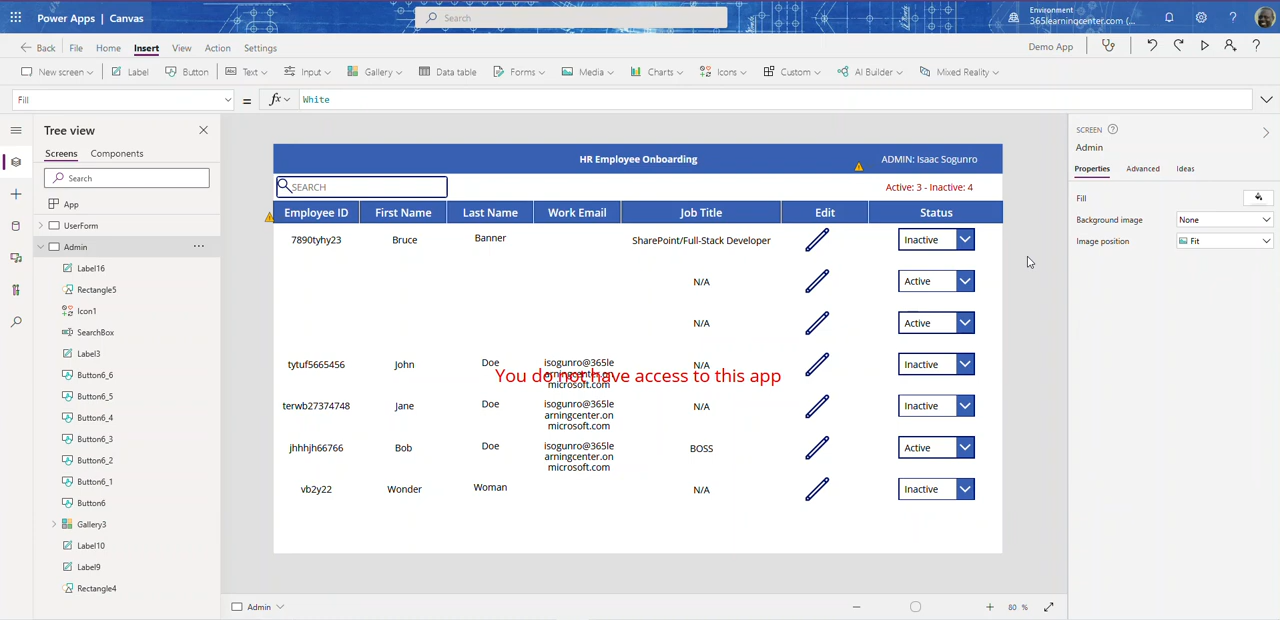 Power Apps | Canvas
Search
Environment
365learningcenter.com (...
Back
File
Home
Insert
View
Action
Settings
Demo App
New screen
Label
Button
Text
Input
Gallery
Data table
Forms
Media
Charts
Icons
Custom
AI Builder
Mixed Reality
Fill
=
fx
White
Tree view
Screens
Components
Search
App
UserForm
Admin
Label16
Rectangle5
Icon1
SearchBox
Label3
Button6_6
Button6_5
Button6_4
Button6_3
Button6_2
Button6_1
Button6
Gallery3
Label10
Label9
Rectangle4
HR Employee Onboarding
ADMIN: Isaac Sogunro
SEARCH
Active: 3 - Inactive: 4
Employee ID First Name Last Name Work Email Job Title Edit Status
7890tyhy23 Bruce Banner SharePoint/Full-Stack Developer Inactive
N/A Active
N/A Active
tytuf5665456 John Doe isogunro@365le
arningcenter.on
microsoft.com
N/A Inactive
You do not have access to this app
terwb27374748 Jane Doe isogunro@365le
arningcenter.on
microsoft.com
N/A Inactive
jhhhjh66766 Bob Doe isogunro@365le
arningcenter.on
microsoft.com
BOSS Active
vb2y22 Wonder Woman N/A Inactive
SCREEN
Admin
Properties
Advanced
Ideas
Fill
Background image
None
Image position
Fit
Admin
80 %